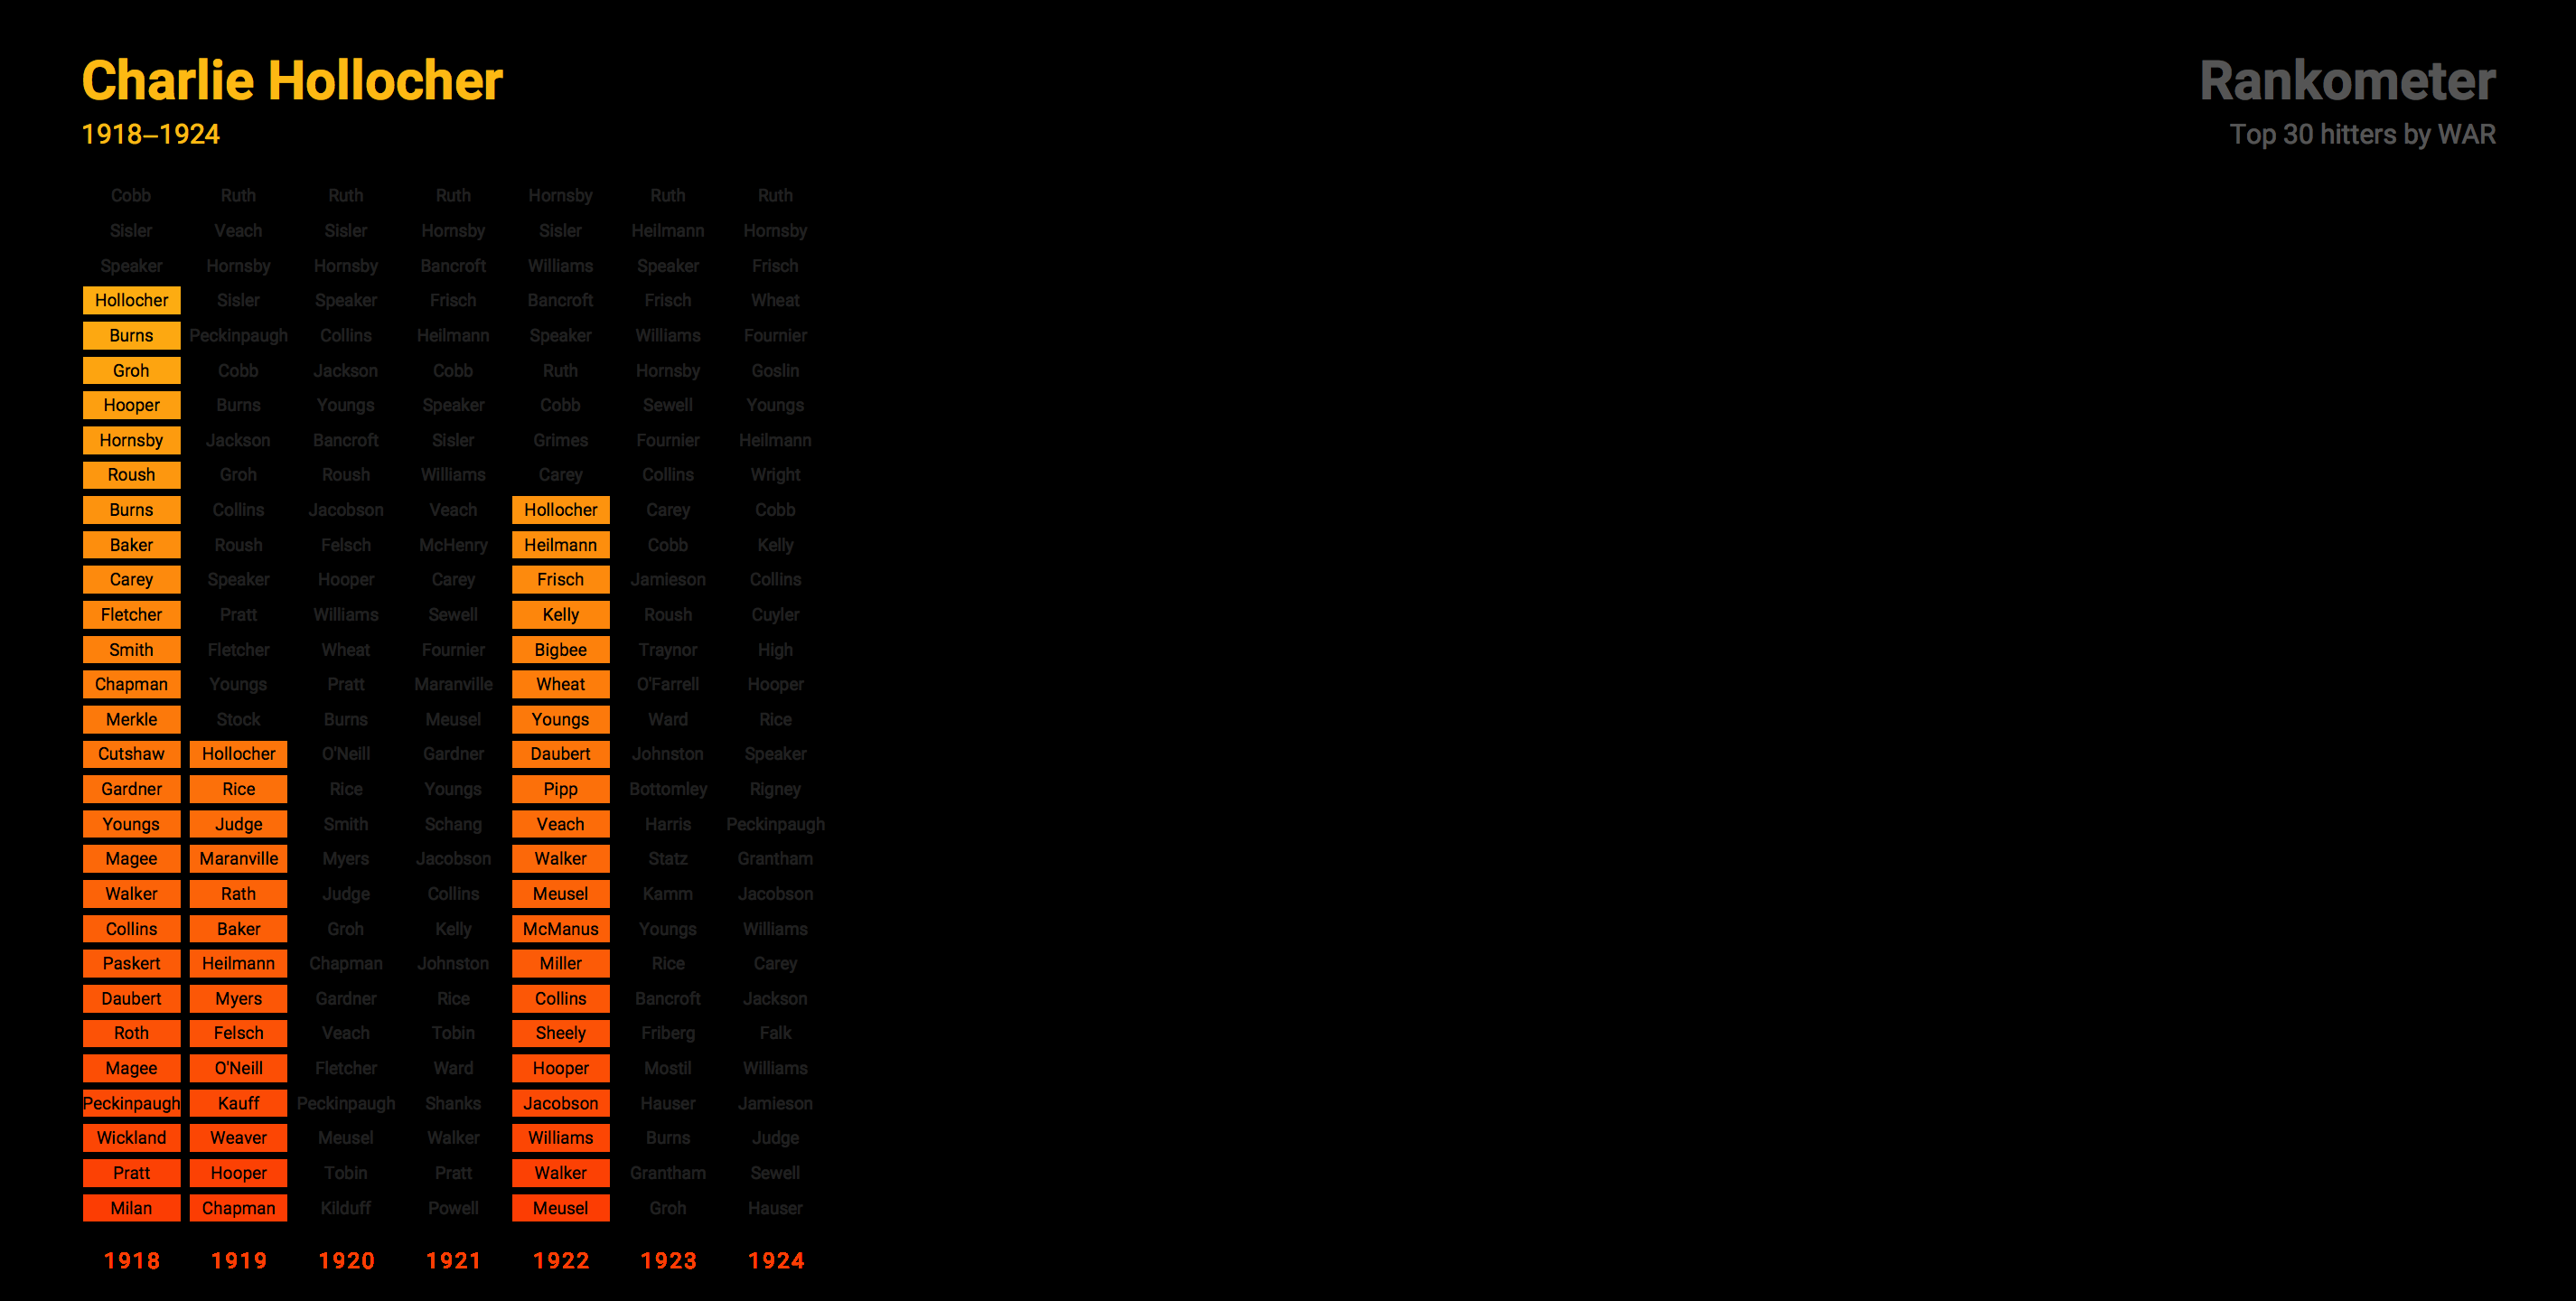 Charlie Hollocher
1918–1924
Rankometer
Top 30 hitters by WAR
Cobb Ruth Ruth Ruth Hornsby Ruth Ruth
Sisler Veach Sisler Hornsby Sisler Heilmann Hornsby
Speaker Hornsby Hornsby Bancroft Williams Speaker Frisch
Hollocher Sisler Speaker Frisch Bancroft Frisch Wheat
Burns Peckinpaugh Collins Heilmann Speaker Williams Fournier
Groh Cobb Jackson Cobb Ruth Hornsby Goslin
Hooper Burns Youngs Speaker Cobb Sewell Youngs
Hornsby Jackson Bancroft Sisler Grimes Fournier Heilmann
Roush Groh Roush Williams Carey Collins Wright
Burns Collins Jacobson Veach Hollocher Carey Cobb
Baker Roush Felsch McHenry Heilmann Cobb Kelly
Carey Speaker Hooper Carey Frisch Jamieson Collins
Fletcher Pratt Williams Sewell Kelly Roush Cuyler
Smith Fletcher Wheat Fournier Bigbee Traynor High
Chapman Youngs Pratt Maranville Wheat O'Farrell Hooper
Merkle Stock Burns Meusel Youngs Ward Rice
Cutshaw Hollocher O'Neill Gardner Daubert Johnston Speaker
Gardner Rice Rice Youngs Pipp Bottomley Rigney
Youngs Judge Smith Schang Veach Harris Peckinpaugh
Magee Maranville Myers Jacobson Walker Statz Grantham
Walker Rath Judge Collins Meusel Kamm Jacobson
Collins Baker Groh Kelly McManus Youngs Williams
Paskert Heilmann Chapman Johnston Miller Rice Carey
Daubert Myers Gardner Rice Collins Bancroft Jackson
Roth Felsch Veach Tobin Sheely Friberg Falk
Magee O'Neill Fletcher Ward Hooper Mostil Williams
Peckinpaugh Kauff Peckinpaugh Shanks Jacobson Hauser Jamieson
Wickland Weaver Meusel Walker Williams Burns Judge
Pratt Hooper Tobin Pratt Walker Grantham Sewell
Milan Chapman Kilduff Powell Meusel Groh Hauser
1918 1919 1920 1921 1922 1923 1924